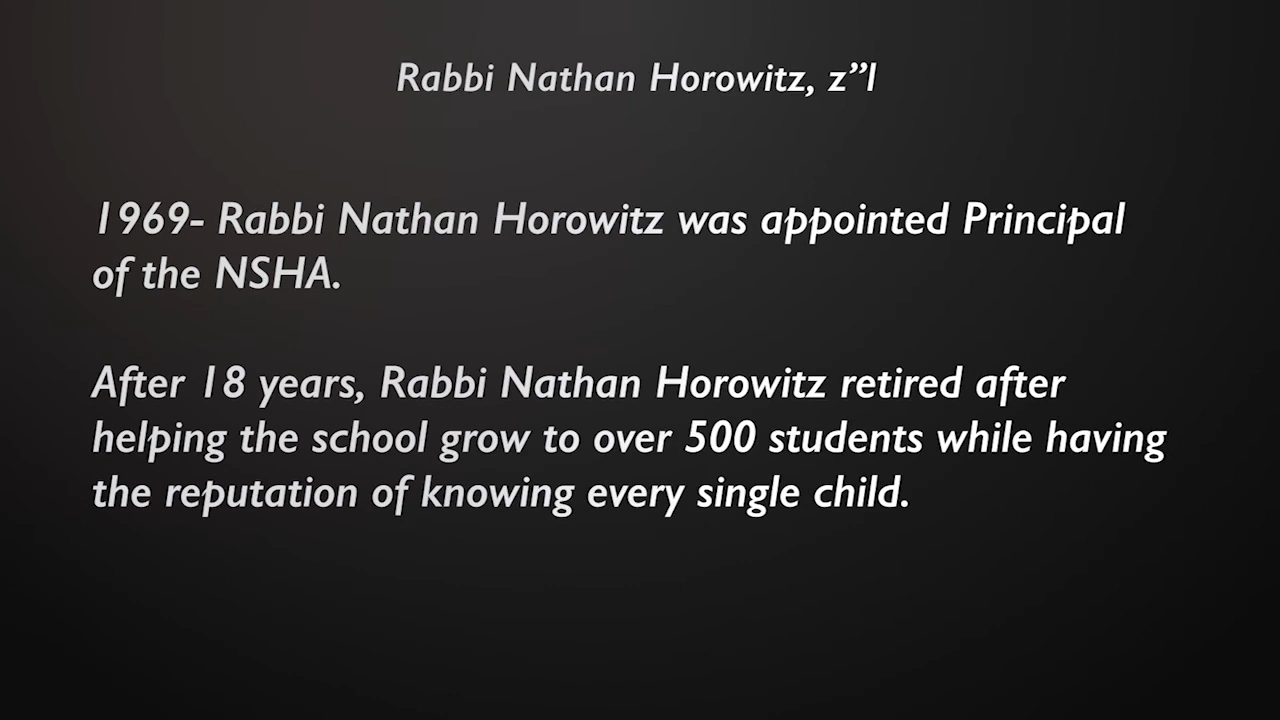 Rabbi Nathan Horowitz, z”l
1969- Rabbi Nathan Horowitz was appointed Principal
of the NSHA.
After 18 years, Rabbi Nathan Horowitz retired after
helping the school grow to over 500 students while having
the reputation of knowing every single child.